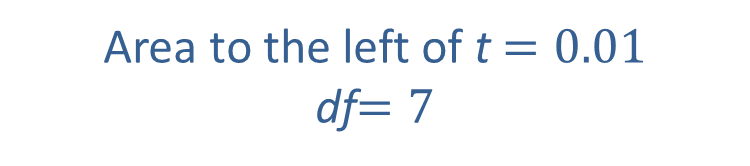 Area to the left of t = 0.01
df= 7